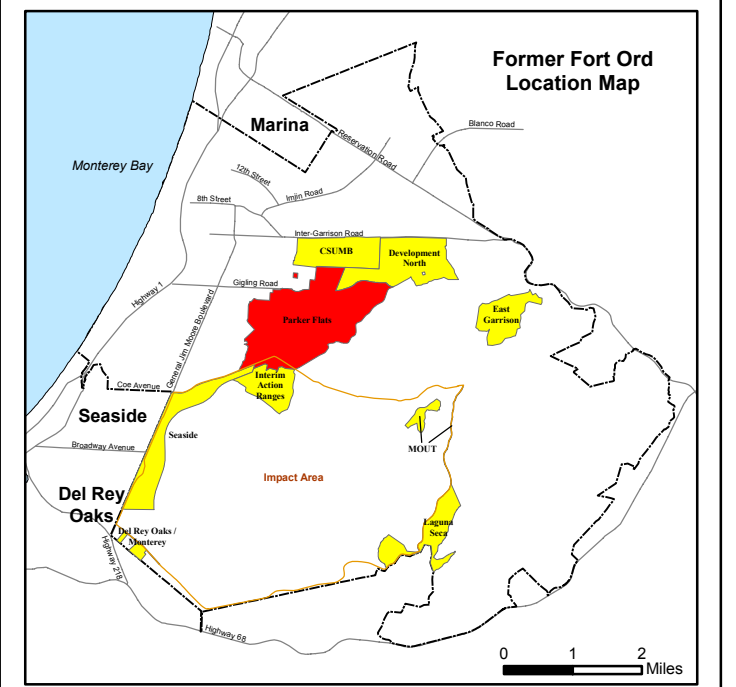 Former Fort Ord
Location Map
Marina
Blanco Road
Reservation Road
Monterey Bay
12th Street
Imjin Road
8th Street
Inter-Garrison Road
CSUMB
Development
North
Gigling Road
Highway 1
General Jim Moore Boulevard
Parker Flats
East
Garrison
Coe Avenue
Interim
Action
Ranges
Seaside
Seaside
Broadway Avenue
MOUT
Impact Area
Del Rey
Oaks
Del Rey Oaks /
Monterey
Laguna
Seca
Highway 218
Highway 68
0 1 2
Miles